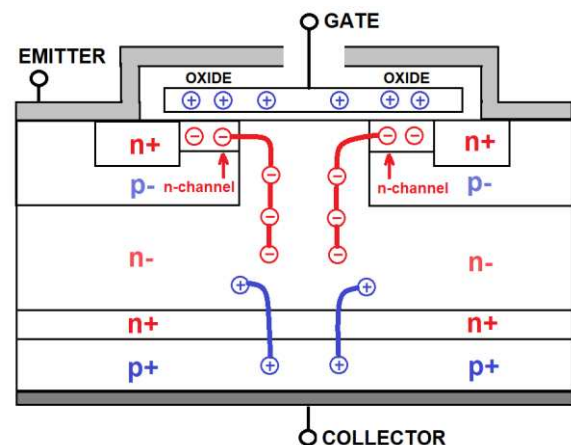 GATE
EMITTER
OXIDE OXIDE
+ + + + + +
n+ - - - - n+
n-channel n-channel
p- p-
- -
- -
n- - - n-
+ +
n+ n+
p+ + + p+
COLLECTOR